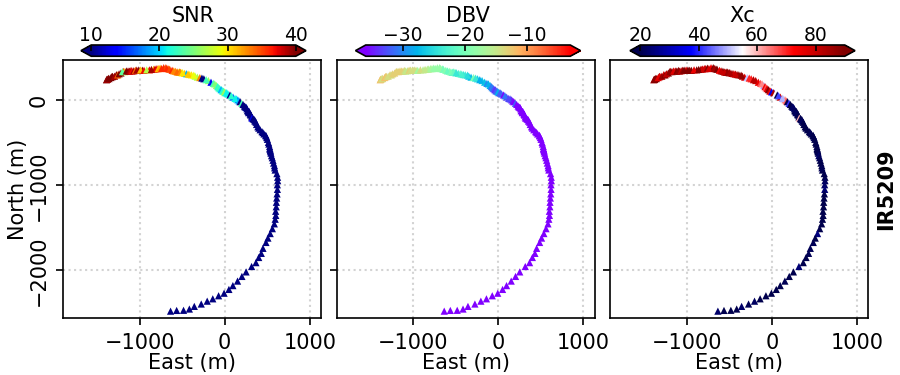 SNR DBV Xc
10 20 30 40 −30 −20 −10 20 40 60 80
0
−1000
−2000
North (m)
−1000 0 1000 −1000 0 1000 −1000 0 1000
East (m) East (m) East (m)
IR5209